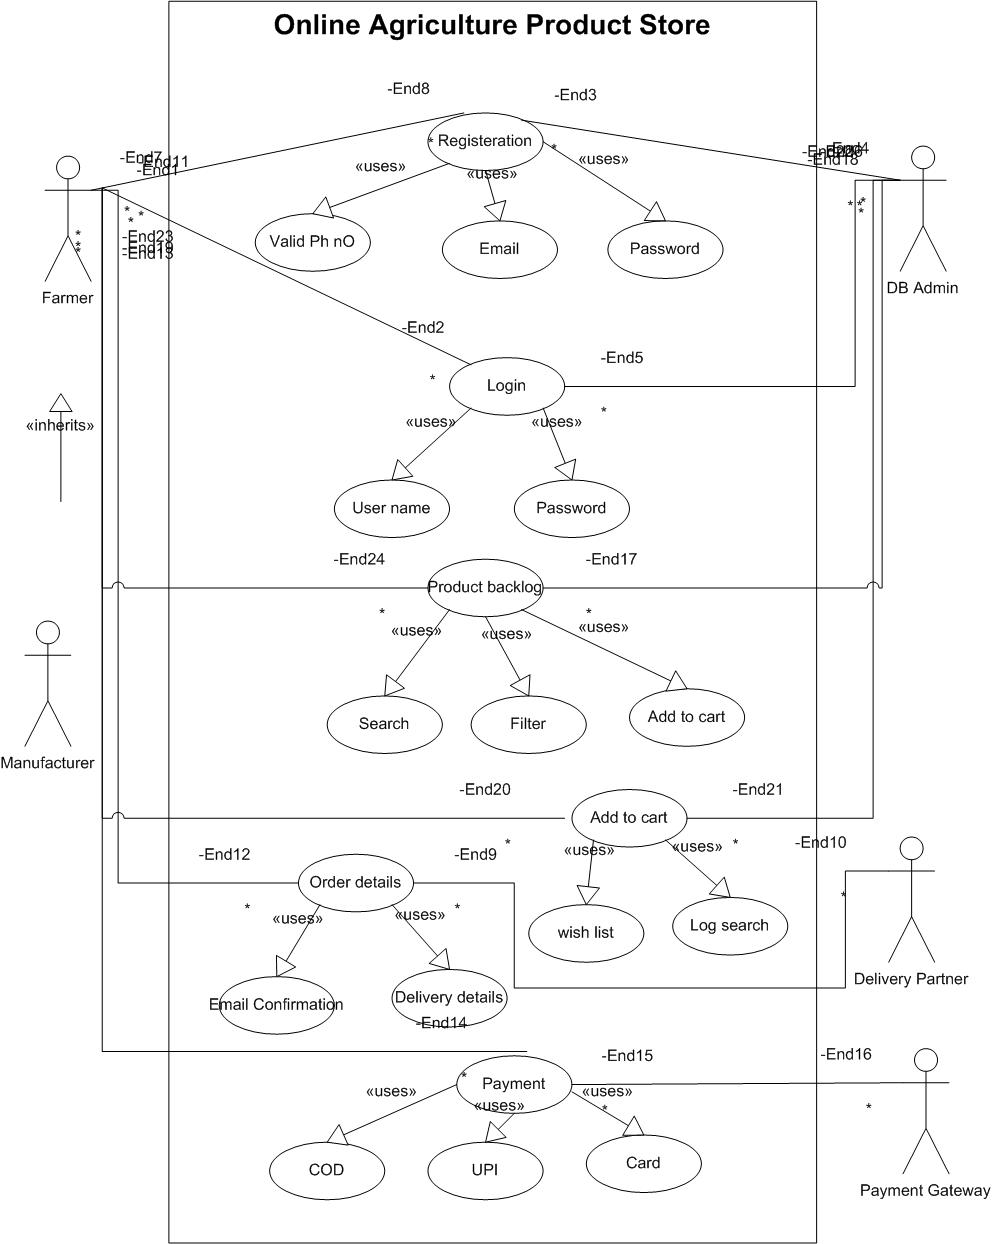 Online Agriculture Product Store
-End8
-End3
* Registeration *
-End7
-End11
-End1
-End4
-End18
«uses»
«uses»
«uses»
* *
* *
* *
*
*
*
*
*
-End23
-End19
-End13
Valid Ph nO
Email
Password
Farmer
DB Admin
-End2
-End5
*
Login
*
«inherits»
«uses»
«uses»
User name
Password
-End24
-End17
Product backlog
*
*
«uses»
«uses»
«uses»
Manufacturer
Search
Filter
Add to cart
-End20
-End21
Add to cart
-End12
-End9
*
*
-End10
«uses»
«uses»
Order details
*
*
*
«uses»
«uses»
wish list
Log search
Email Confirmation
Delivery details
Delivery Partner
-End14
-End15
-End16
*
Payment
«uses»
«uses»
«uses»
*
*
COD
UPI
Card
Payment Gateway